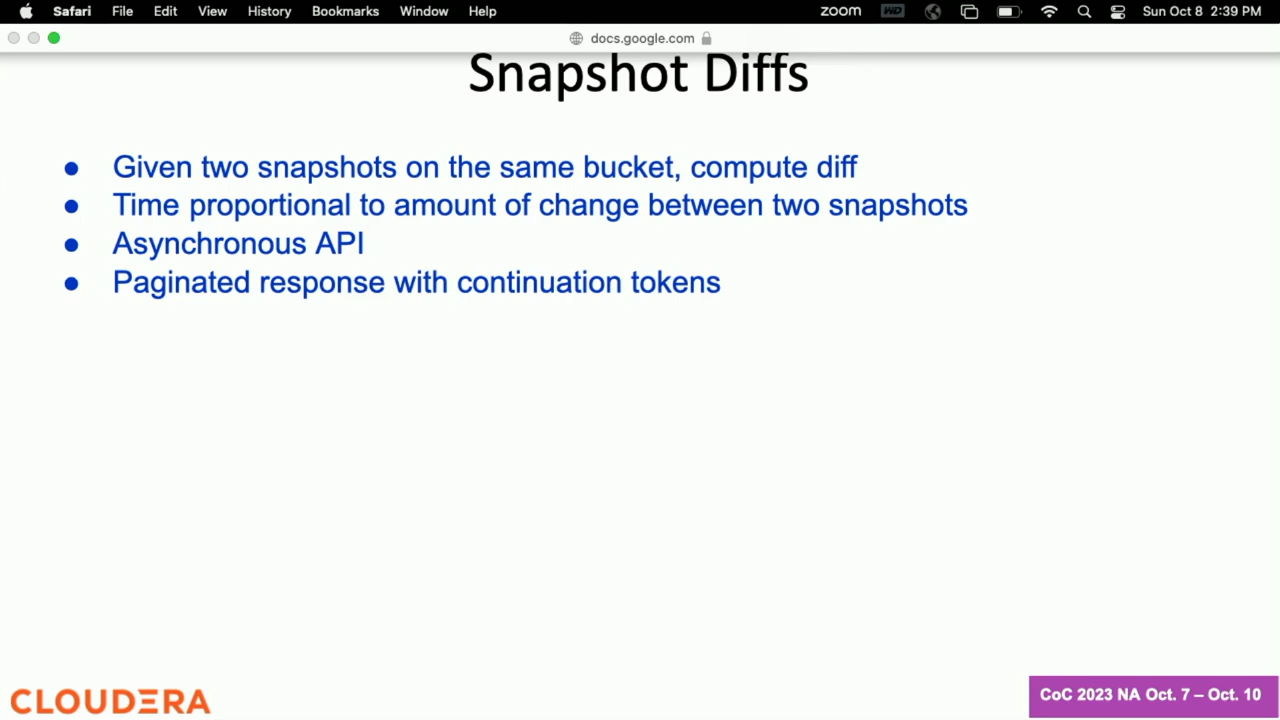 Safari File Edit View History Bookmarks Window Help zoom WD Sun Oct 8 2:39 PM
docs.google.com
Snapshot Diffs
● Given two snapshots on the same bucket, compute diff
● Time proportional to amount of change between two snapshots
● Asynchronous API
● Paginated response with continuation tokens
CLOUDERA
CoC 2023 NA Oct. 7 – Oct. 10